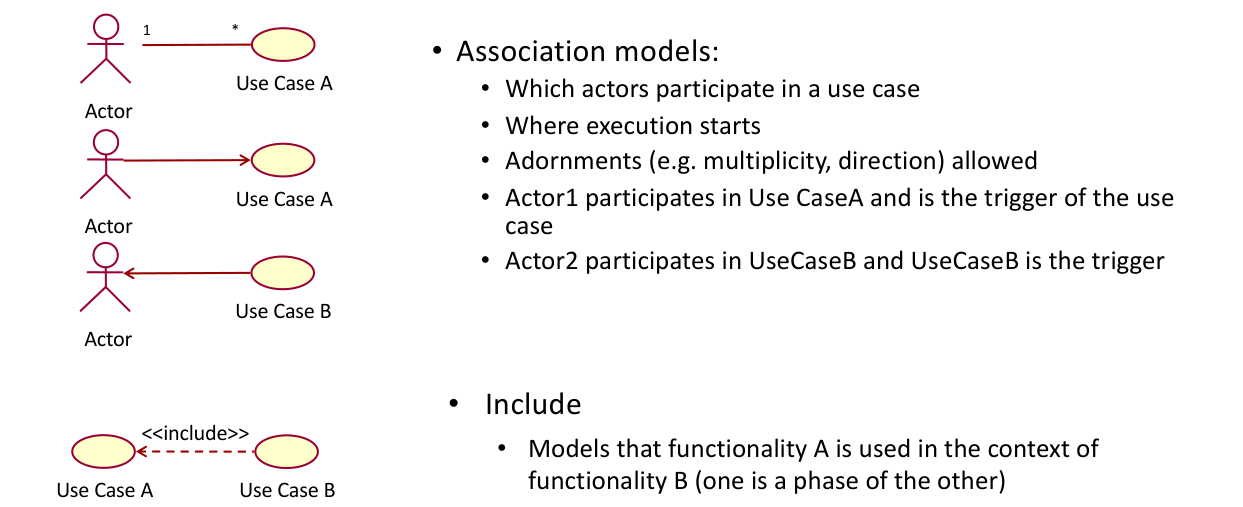 1 *
Use Case A
Actor
Use Case A
Actor
Use Case B
Actor
<<include>>
Use Case A Use Case B
• Association models:
• Which actors participate in a use case
• Where execution starts
• Adornments (e.g. multiplicity, direction) allowed
• Actor1 participates in Use CaseA and is the trigger of the use
case
• Actor2 participates in UseCaseB and UseCaseB is the trigger
• Include
• Models that functionality A is used in the context of
functionality B (one is a phase of the other)